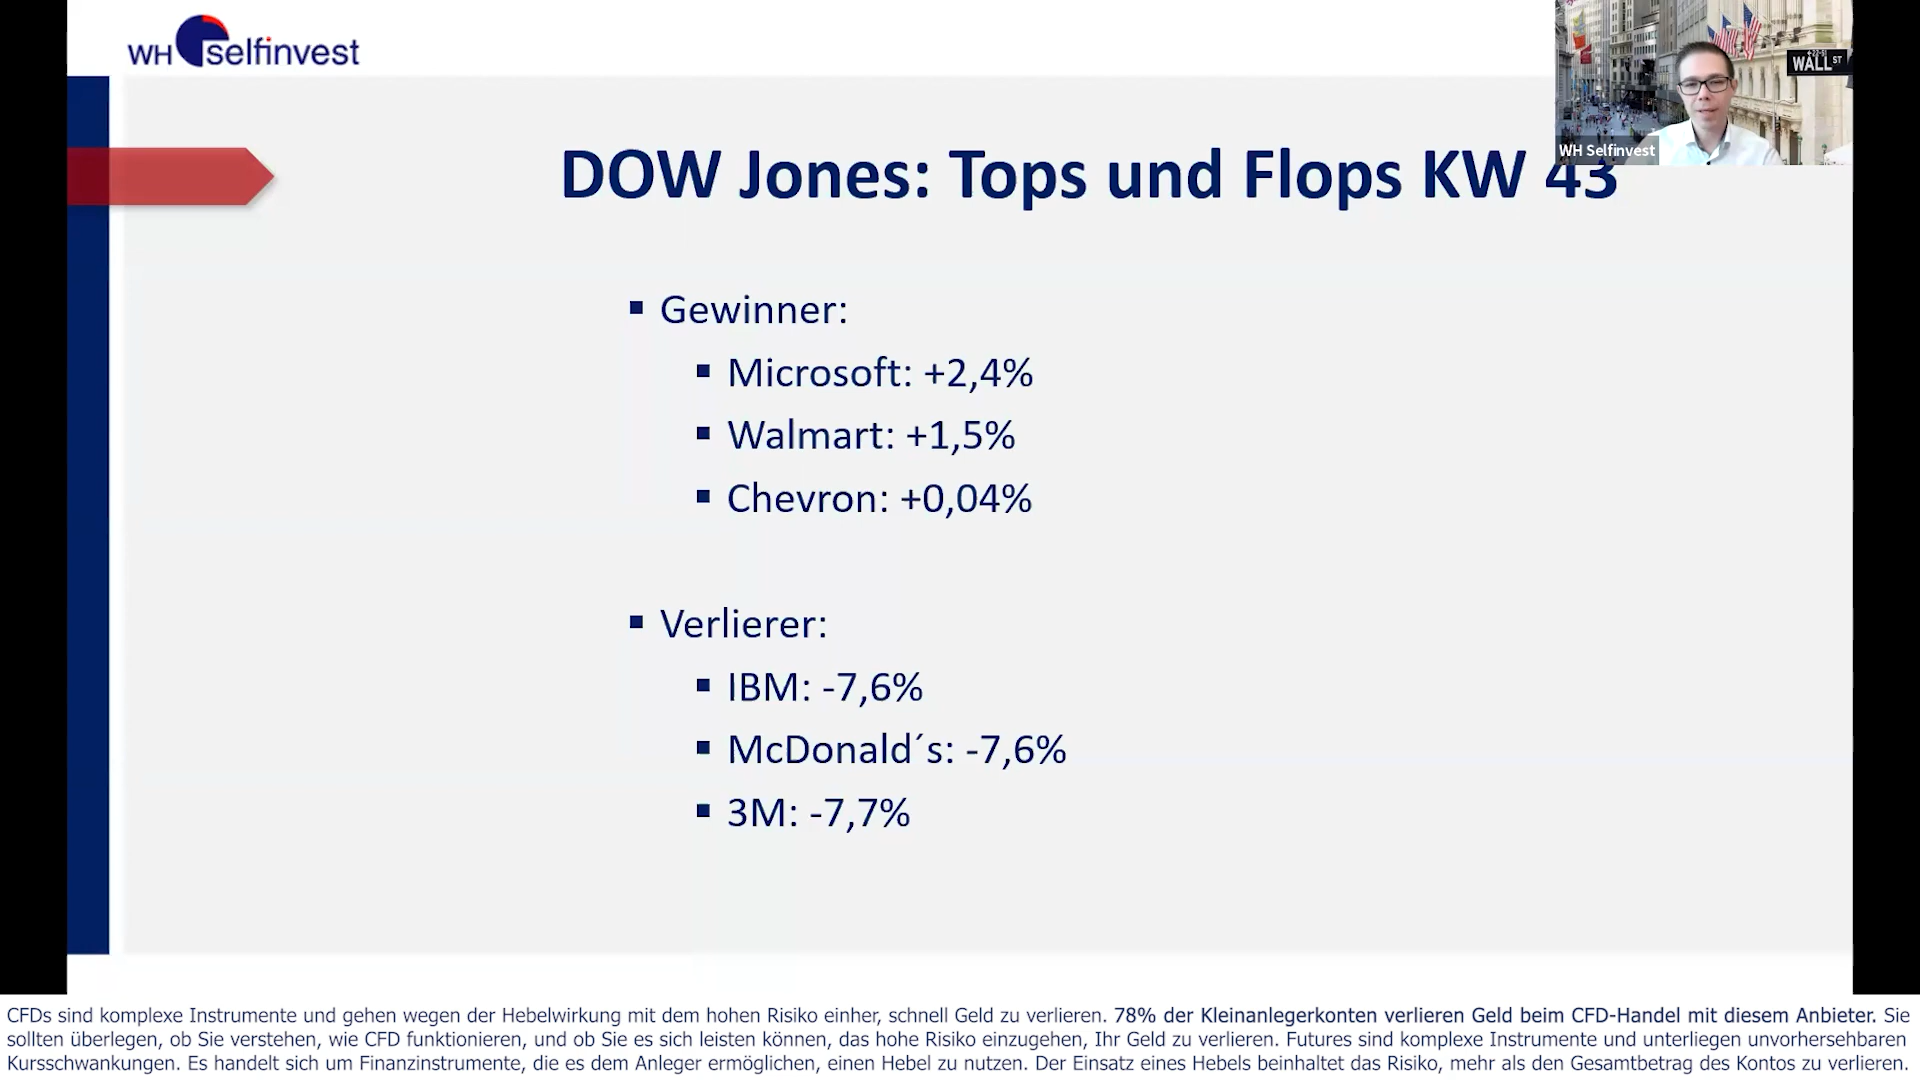 WH selfinvest
WALL ST
WH Selfinvest
DOW Jones: Tops und Flops KW 43
▪ Gewinner:
▪ Microsoft: +2,4%
▪ Walmart: +1,5%
▪ Chevron: +0,04%
▪ Verlierer:
▪ IBM: -7,6%
▪ McDonald´s: -7,6%
▪ 3M: -7,7%
CFDs sind komplexe Instrumente und gehen wegen der Hebelwirkung mit dem hohen Risiko einher, schnell Geld zu verlieren. 78% der Kleinanlegerkonten verlieren Geld beim CFD-Handel mit diesem Anbieter. Sie
sollten überlegen, ob Sie verstehen, wie CFD funktionieren, und ob Sie es sich leisten können, das hohe Risiko einzugehen, Ihr Geld zu verlieren. Futures sind komplexe Instrumente und unterliegen unvorhersehbaren
Kursschwankungen. Es handelt sich um Finanzinstrumente, die es dem Anleger ermöglichen, einen Hebel zu nutzen. Der Einsatz eines Hebels beinhaltet das Risiko, mehr als den Gesamtbetrag des Kontos zu verlieren.